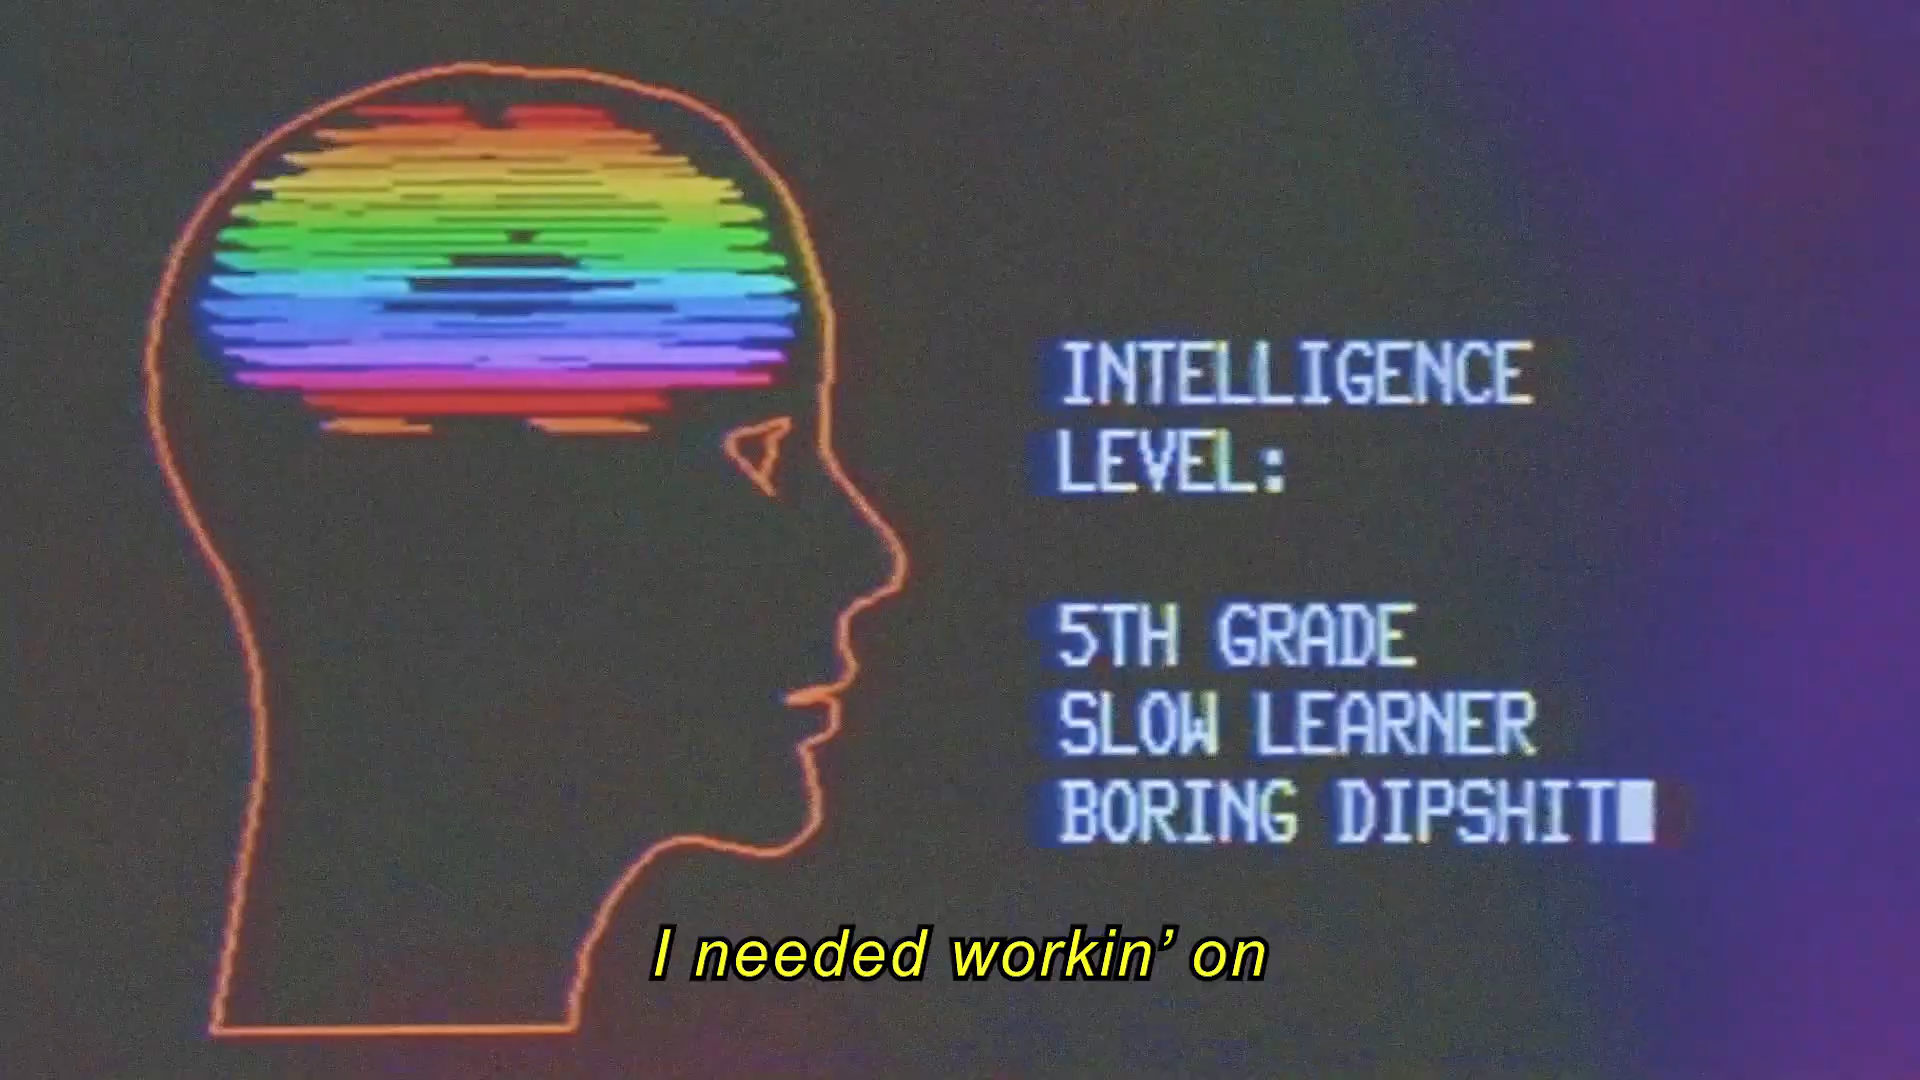 INTELLIGENCE
LEVEL:
5TH GRADE
SLOW LEARNER
BORING DIPSHIT
I needed workin’ on